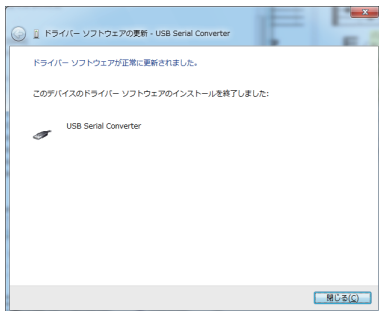 ドライバー ソフトウェアの更新 - USB Serial Converter
ドライバー ソフトウェアが正常に更新されました。
このデバイスのドライバー ソフトウェアのインストールを終了しました:
USB Serial Converter
閉じる(C)